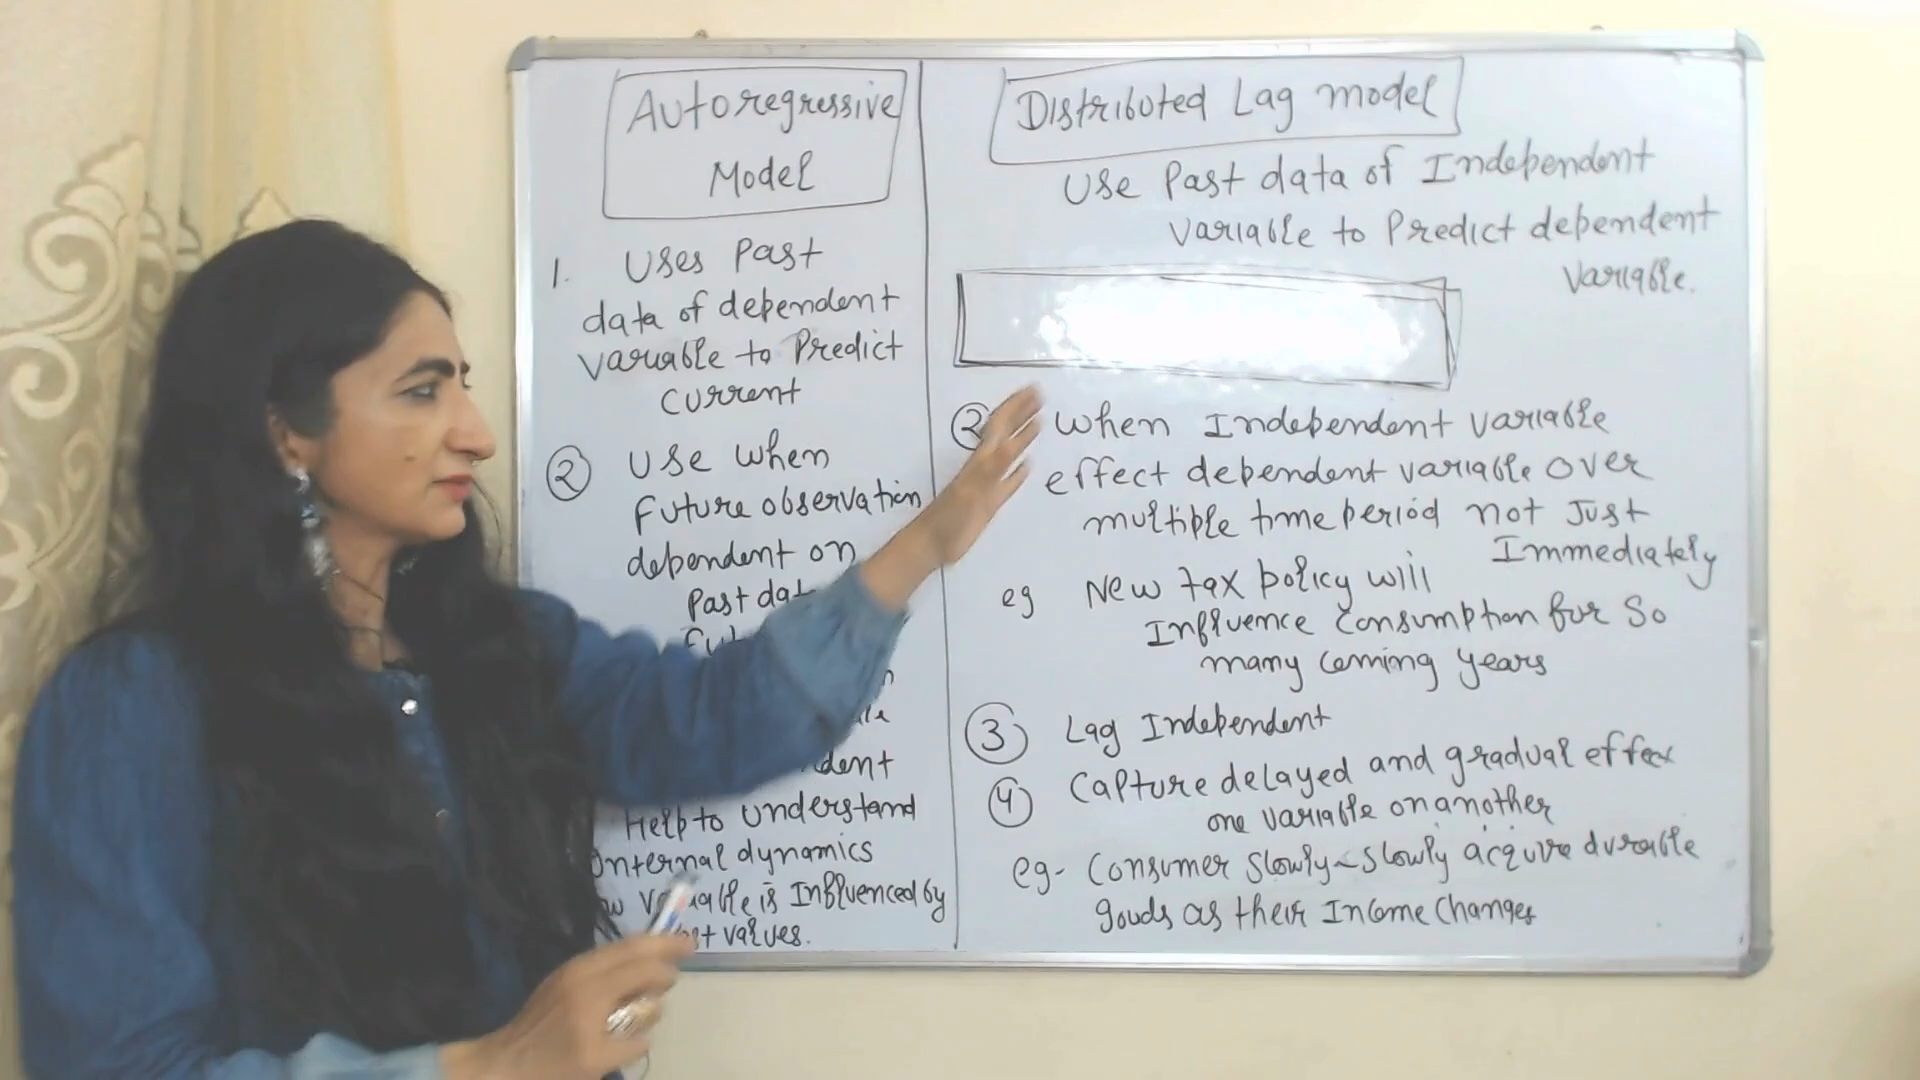 Autoregressive
Model
1. Uses Past
data of dependent
variable to Predict
current
② Use when
Future observation
dependent on
Past
dent
Help to understand
Internal dynamics
is Influenced by
values.
Distributed Lag model
Use Past data of Independent
variable to Predict dependent
variable.
② When Independent variable
effect dependent variable over
multiple time period not Just
Immediately
eg New tax policy will
Influence Consumption for So
many Coming years
③ Lag Independent
④ Capture delayed and gradual effect
one variable on another
eg- Consumer slowly-slowly acquire durable
goods as their Income Changes